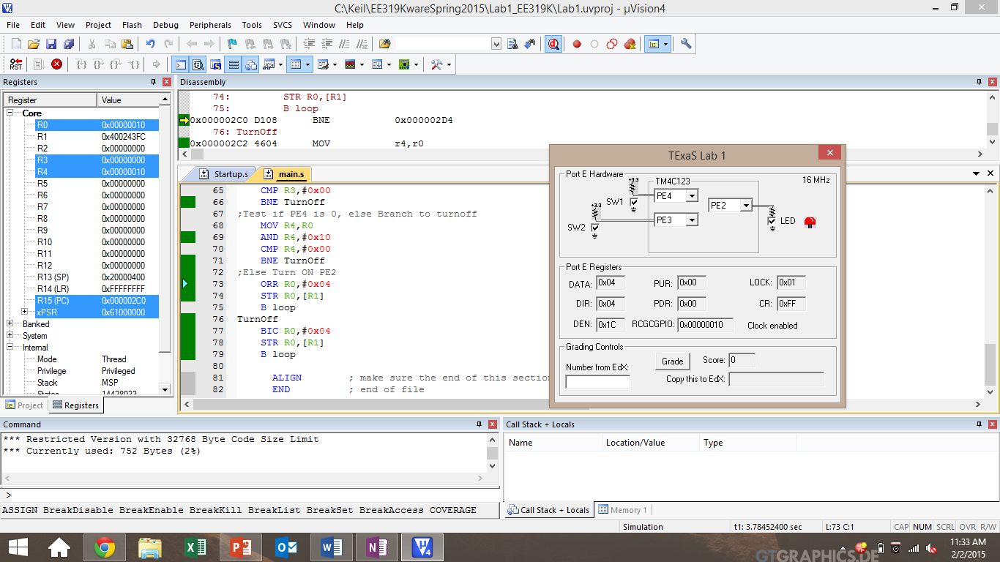 C:\Keil\EE319KwareSpring2015\Lab1_EE319K\Lab1.uvproj - µVision4
File Edit View Project Flash Debug Peripherals Tools SVCS Window Help
Registers
Register Value
Core
R0 0x00000010
R1 0x400243FC
R2 0x00000000
R3 0x00000000
R4 0x00000010
R5 0x00000000
R6 0x00000000
R7 0x00000000
R8 0x00000000
R9 0x00000000
R10 0x00000000
R11 0x00000000
R12 0x00000000
R13 (SP) 0x20000400
R14 (LR) 0xFFFFFFFF
R15 (PC) 0x000002C0
xPSR 0x61000000
Banked
System
Internal
Mode Thread
Privilege Privileged
Stack MSP
States 14428033
Project Registers
Disassembly
74: STR R0,[R1]
75: B loop
0x000002C0 D108 BNE 0x000002D4
76: TurnOff
0x000002C2 4604 MOV r4,r0
Startup.s main.s
65 CMP R3,#0x00
66 BNE TurnOff
67 ;Test if PE4 is 0, else Branch to turnoff
68 MOV R4,R0
69 AND R4,#0x10
70 CMP R4,#0x00
71 BNE TurnOff
72 ;Else Turn ON PE2
73 ORR R0,#0x04
74 STR R0,[R1]
75 B loop
76 TurnOff
77 BIC R0,#0x04
78 STR R0,[R1]
79 B loop
80
81 ALIGN ; make sure the end of this section
82 END ; end of file
TExaS Lab 1
Port E Hardware
TM4C123
16 MHz
+3.3
SW1
PE4
PE2
+3.3
SW2
PE3
LED
Port E Registers
DATA: 0x04 PUR: 0x00 LOCK: 0x01
DIR: 0x04 PDR: 0x00 CR: 0xFF
DEN: 0x1C RCGCGPIO: 0x00000010 Clock enabled
Grading Controls
Number from EdX:
Grade
Score: 0
Copy this to EdX:
Command
*** Restricted Version with 32768 Byte Code Size Limit
*** Currently used: 752 Bytes (2%)
>
ASSIGN BreakDisable BreakEnable BreakKill BreakList BreakSet BreakAccess COVERAGE
Call Stack + Locals
Name Location/Value Type
Call Stack + Locals Memory 1
Simulation t1: 3.78452400 sec L:73 C:1 CAP NUM SCRL OVR R/W
11:33 AM
2/2/2015
GTGRAPHICS.DE